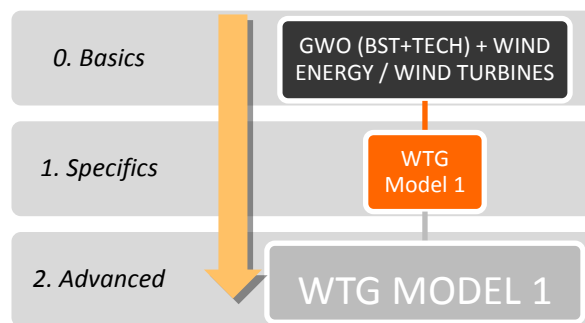 0. Basics
GWO (BST+TECH) + WIND
ENERGY / WIND TURBINES
1. Specifics
WTG
Model 1
2. Advanced
WTG MODEL 1